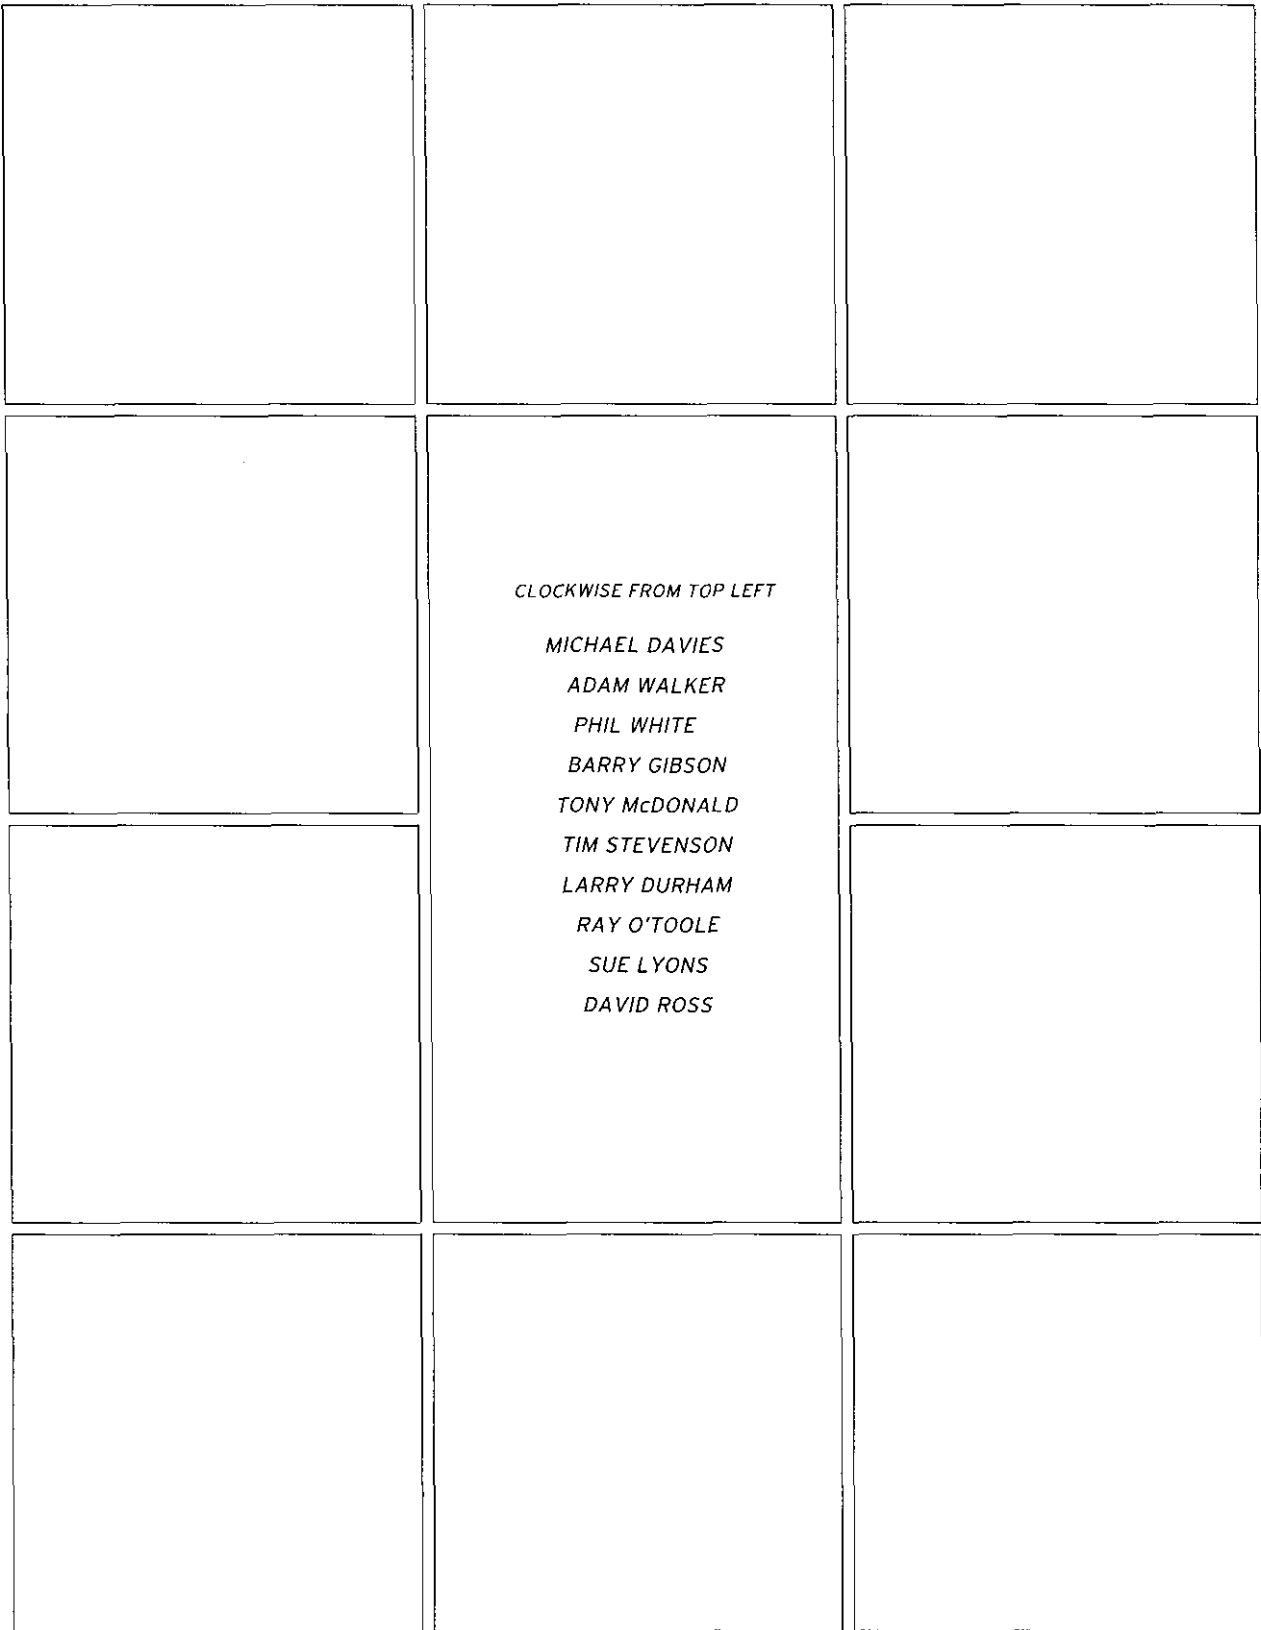 CLOCKWISE FROM TOP LEFT
MICHAEL DAVIES
ADAM WALKER
PHIL WHITE
BARRY GIBSON
TONY McDONALD
TIM STEVENSON
LARRY DURHAM
RAY O'TOOLE
SUE LYONS
DAVID ROSS